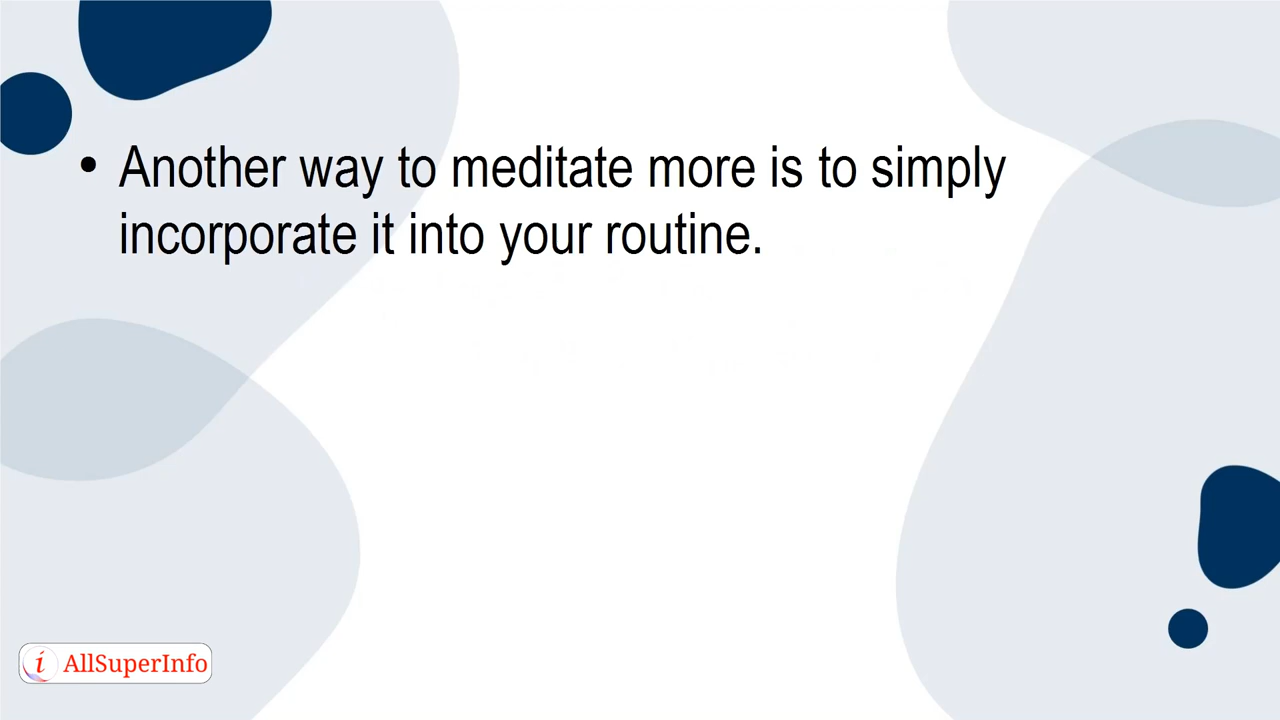 • Another way to meditate more is to simply
incorporate it into your routine.
i AllSuperInfo